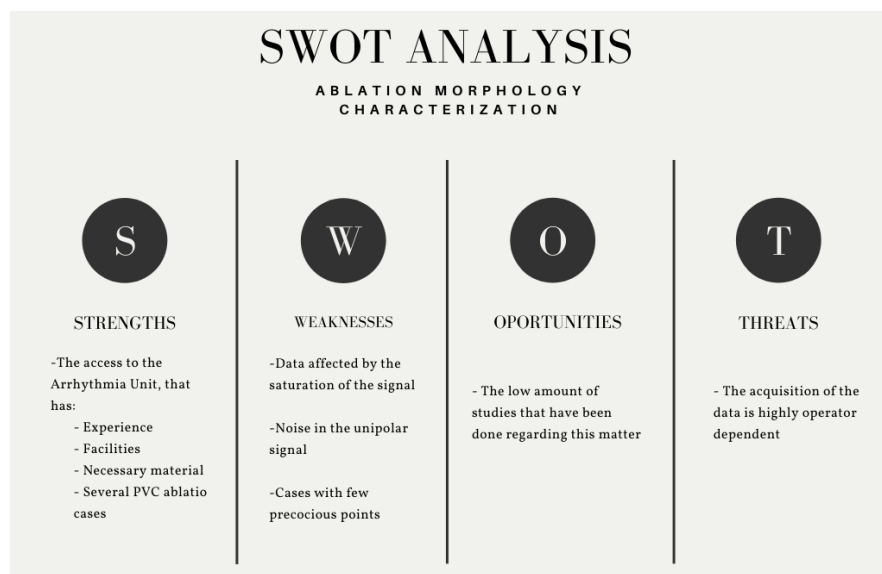 SWOT ANALYSIS
ABLATION MORPHOLOGY
CHARACTERIZATION
S
STRENGTHS
-The access to the
Arrhythmia Unit, that
has:
- Experience
- Facilities
- Necessary material
- Several PVC ablatio
cases
W
WEAKNESSES
-Data affected by the
saturation of the signal
-Noise in the unipolar
signal
-Cases with few
precocious points
O
OPORTUNITIES
- The low amount of
studies that have been
done regarding this matter
T
THREATS
- The acquisition of the
data is highly operator
dependent